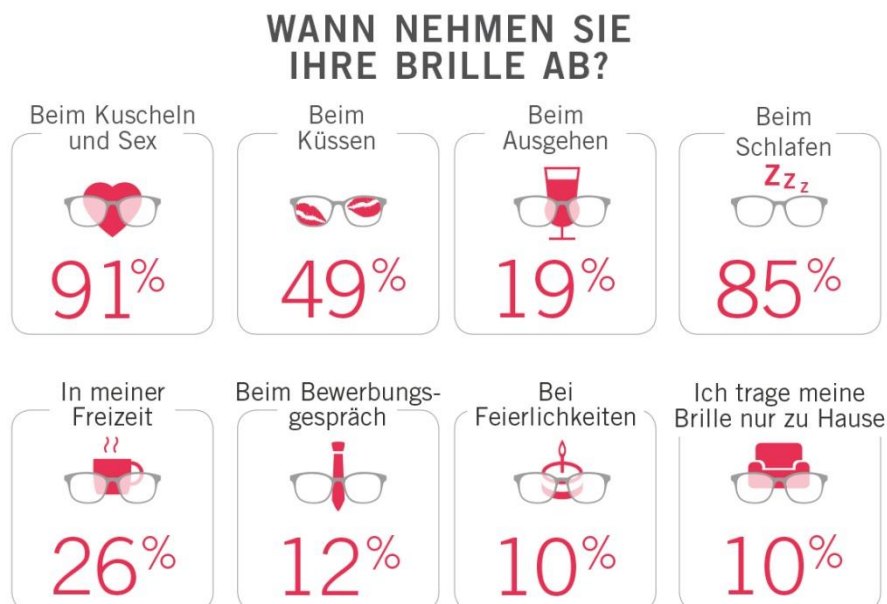 WANN NEHMEN SIE
IHRE BRILLE AB?
Beim Kuscheln
und Sex
91%
Beim
Küssen
49%
Beim
Ausgehen
19%
Beim
Schlafen
ZZZ
85%
In meiner
Freizeit
26%
Beim Bewerbungs-
gespräch
12%
Bei
Feierlichkeiten
10%
Ich trage meine
Brille nur zu Hause
10%